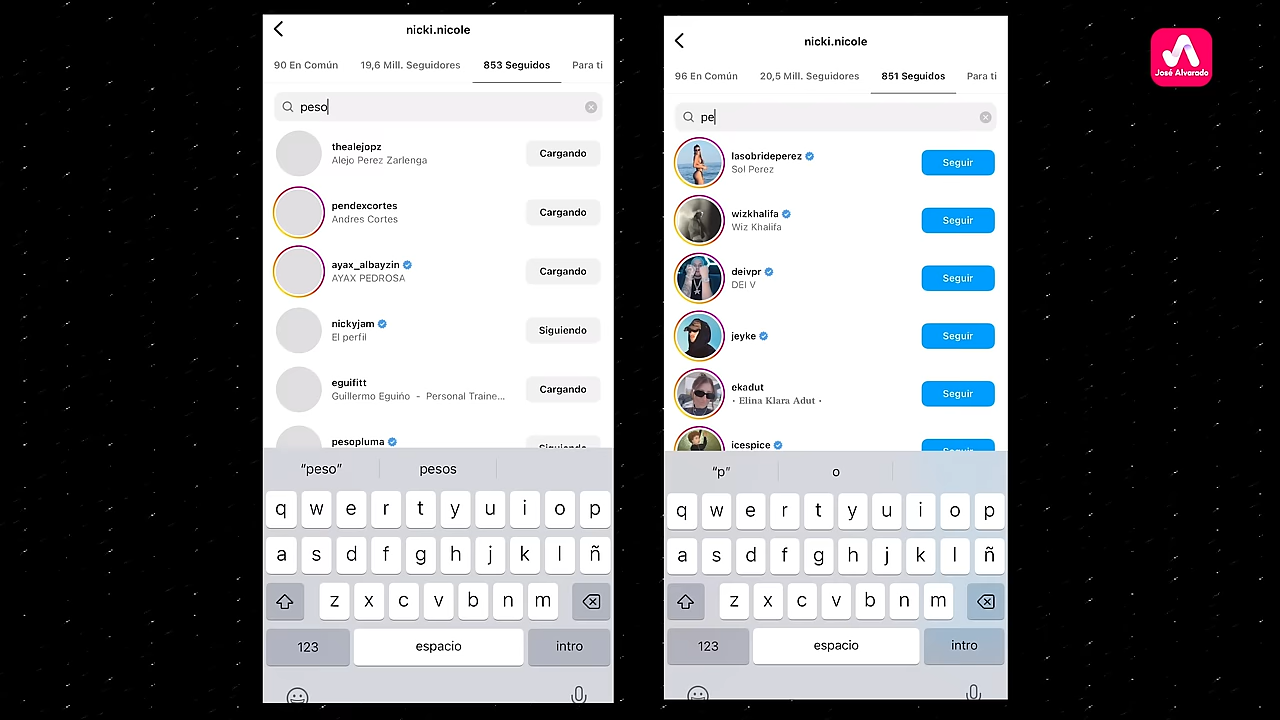 nicki.nicole
90 En Común 19,6 Mill. Seguidores 853 Seguidos Para ti
peso
thealejopz
Alejo Perez Zarlenga
Cargando
pendexcortes
Andres Cortes
Cargando
ayax_albayzin
AYAX PEDROSA
Cargando
nickyjam
El perfil
Siguiendo
eguifitt
Guillermo Eguiño - Personal Traine...
Cargando
pesopluma
Siguiendo
“peso” pesos
q w e r t y u i o p
a s d f g h j k l ñ
z x c v b n m
123 espacio intro
nicki.nicole
96 En Común 20,5 Mill. Seguidores 851 Seguidos Para ti
pe
lasobrideperez
Sol Perez
Seguir
wizkhalifa
Wiz Khalifa
Seguir
deivpr
DEI V
Seguir
jeyke
Seguir
ekadut
• Elina Klara Adut •
Seguir
icespice
Seguir
“p” o
q w e r t y u i o p
a s d f g h j k l ñ
z x c v b n m
123 espacio intro
José Alvarado